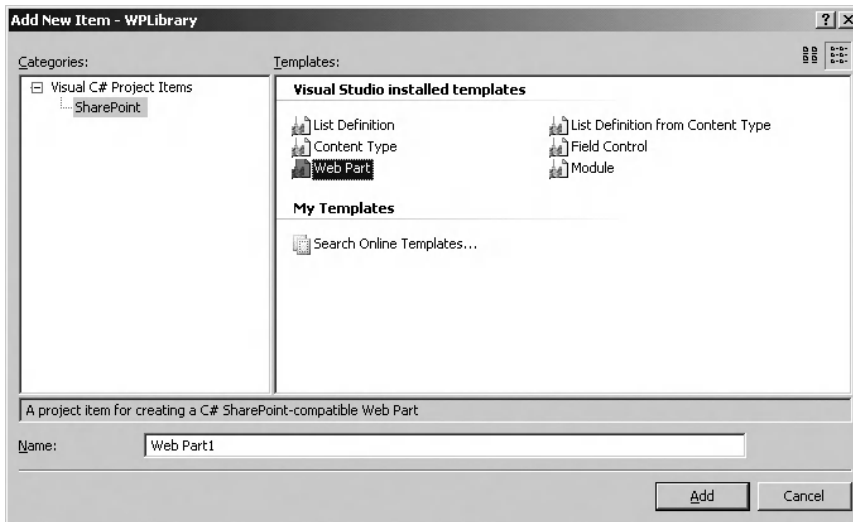 Add New Item - WPLibrary
Categories:
Templates:
Visual C# Project Items
SharePoint
Visual Studio installed templates
List Definition
List Definition from Content Type
Content Type
Field Control
Web Part
Module
My Templates
Search Online Templates...
A project item for creating a C# SharePoint-compatible Web Part
Name:
Web Part1
Add
Cancel